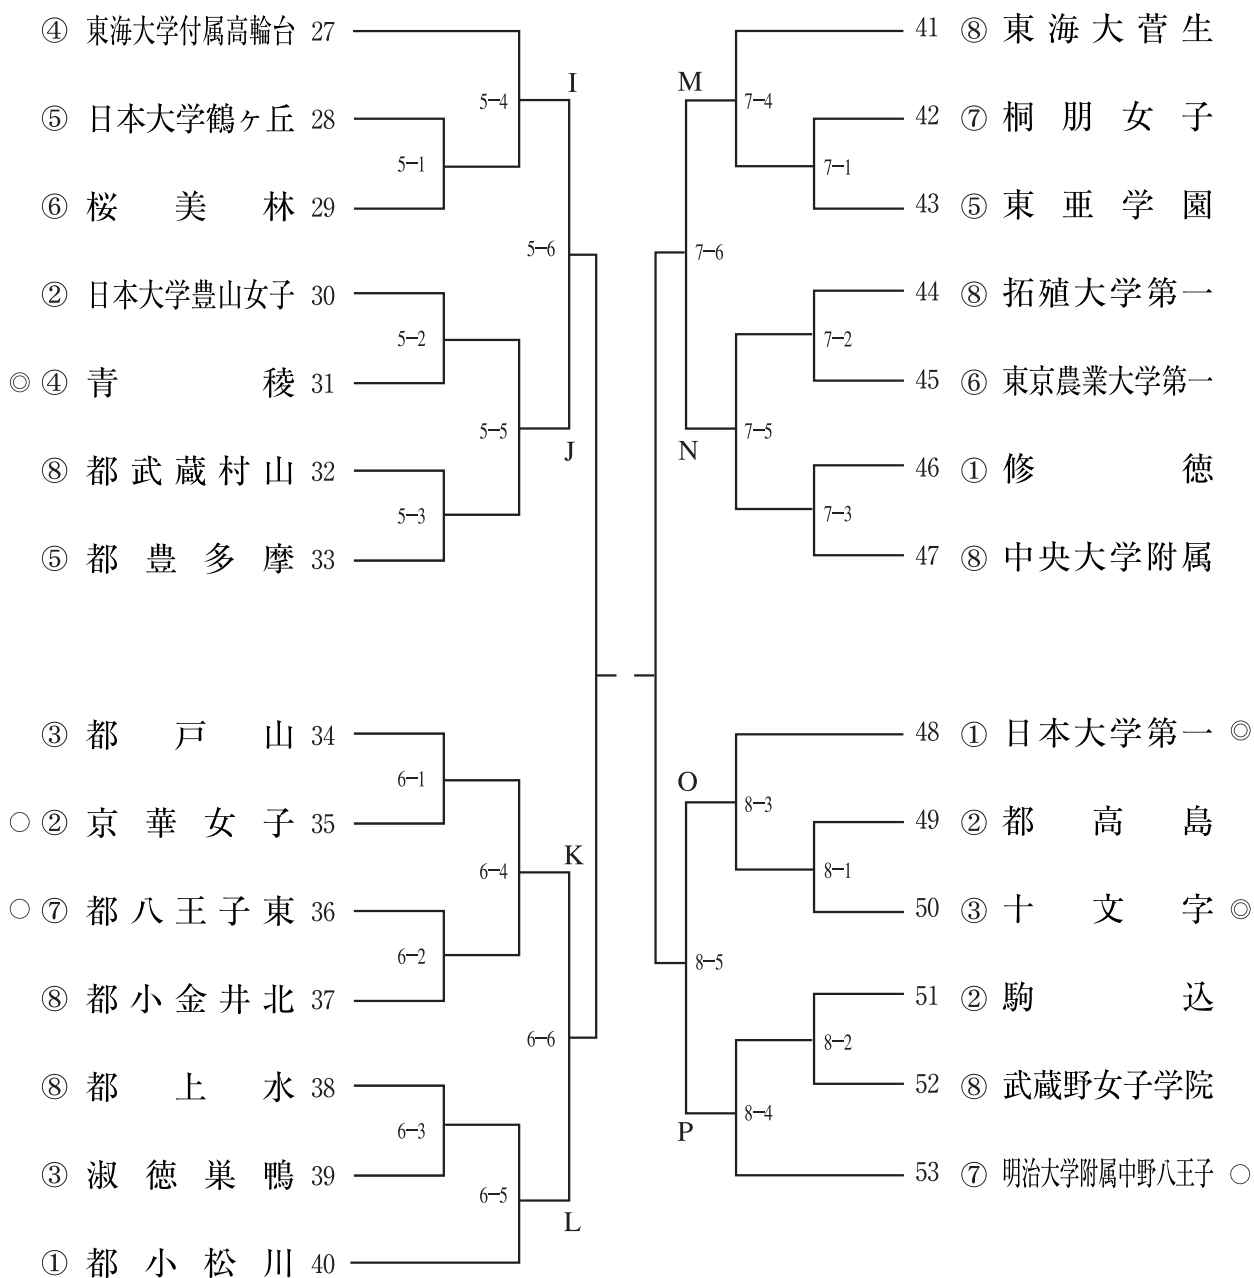 ④ 東海大学付属高輪台 27
I
5-4
⑤ 日本大学鶴ヶ丘 28
5-1
⑥ 桜美林 29
5-6
② 日本大学豊山女子 30
5-2
◎ ④ 青稜 31
5-5
J
⑧ 都武蔵村山 32
5-3
⑤ 都豊多摩 33
③ 都戸山 34
6-1
○ ② 京華女子 35
K
6-4
○ ⑦ 都八王子東 36
6-2
⑧ 都小金井北 37
6-6
⑧ 都上水 38
6-3
③ 淑徳巣鴨 39
6-5
L
① 都小松川 40
41 ⑧ 東海大菅生
M
7-4
42 ⑦ 桐朋女子
7-1
43 ⑤ 東亜学園
7-6
44 ⑧ 拓殖大学第一
7-2
45 ⑥ 東京農業大学第一
7-5
N
46 ① 修徳
7-3
47 ⑧ 中央大学附属
48 ① 日本大学第一 ◎
O
8-3
49 ② 都高島
8-1
50 ③ 十文字 ◎
8-5
51 ② 駒込
8-2
52 ⑧ 武蔵野女子学院
8-4
P
53 ⑦ 明治大学附属中野八王子 ○